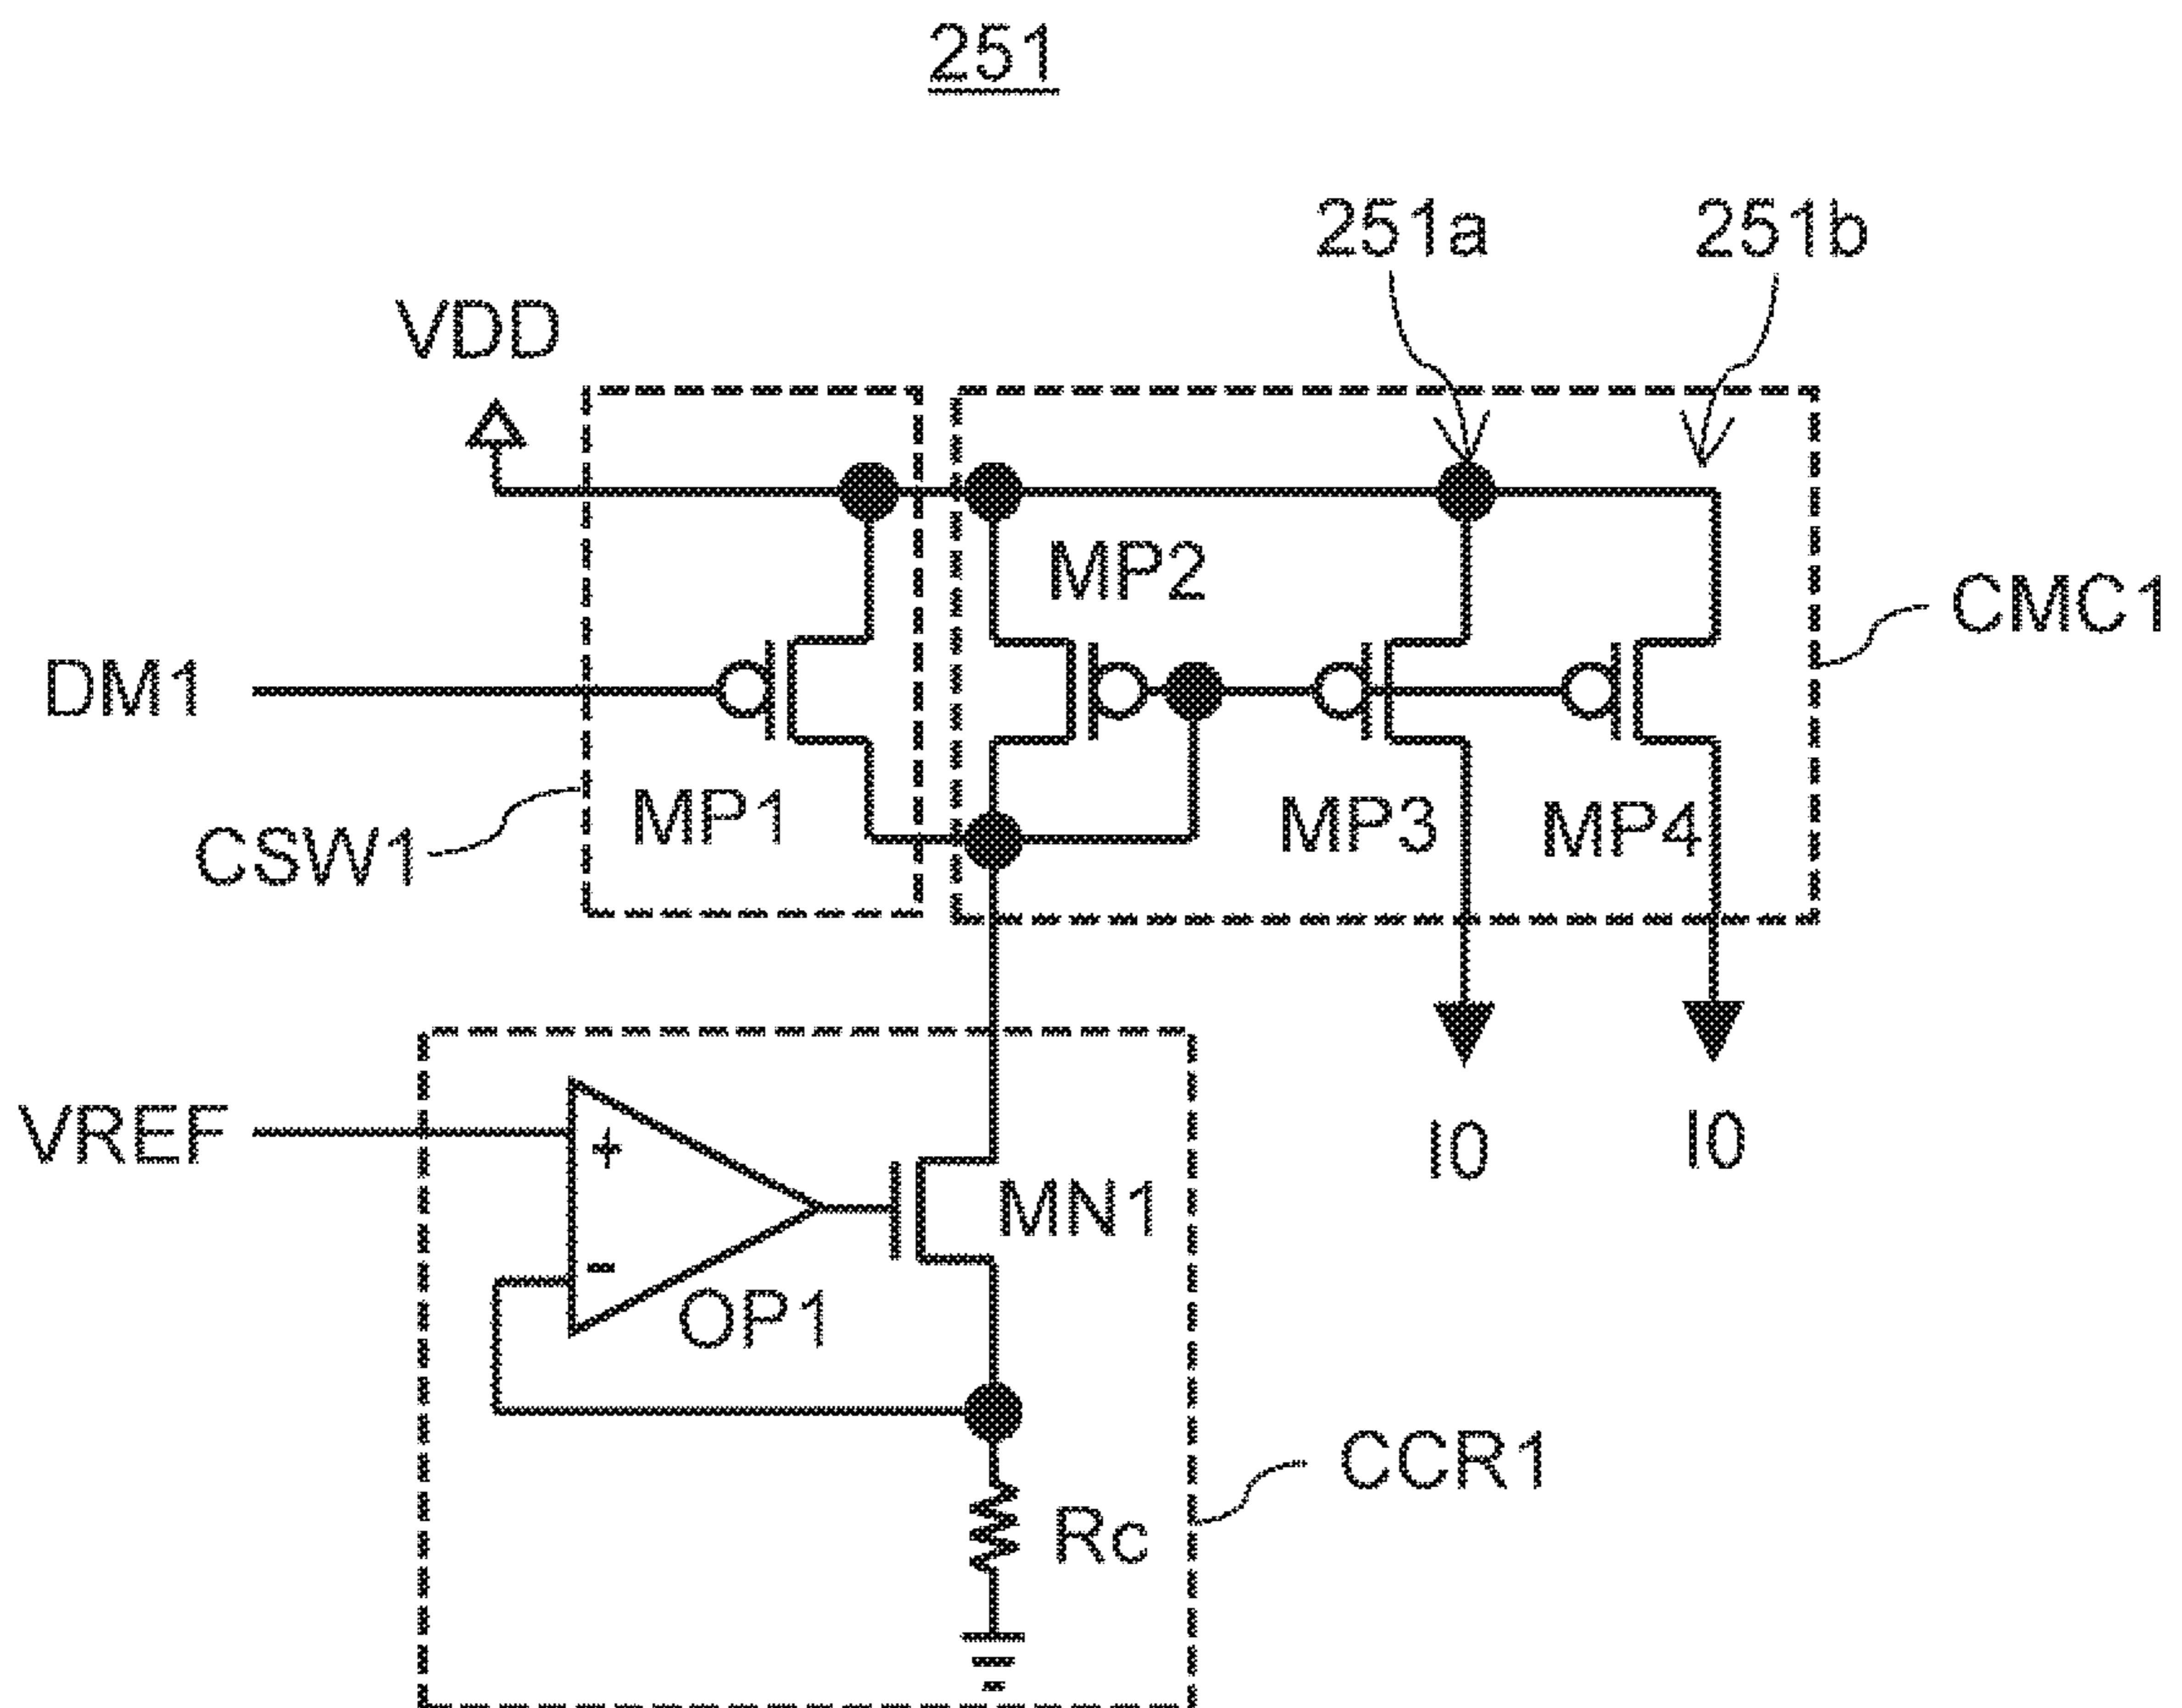 251
251a
251b
VDD
MP2
CMC1
DM1
MP1
MP3
MP4
CSW1
VREF
+
-
OP1
MN1
I0
I0
CCR1
Rc